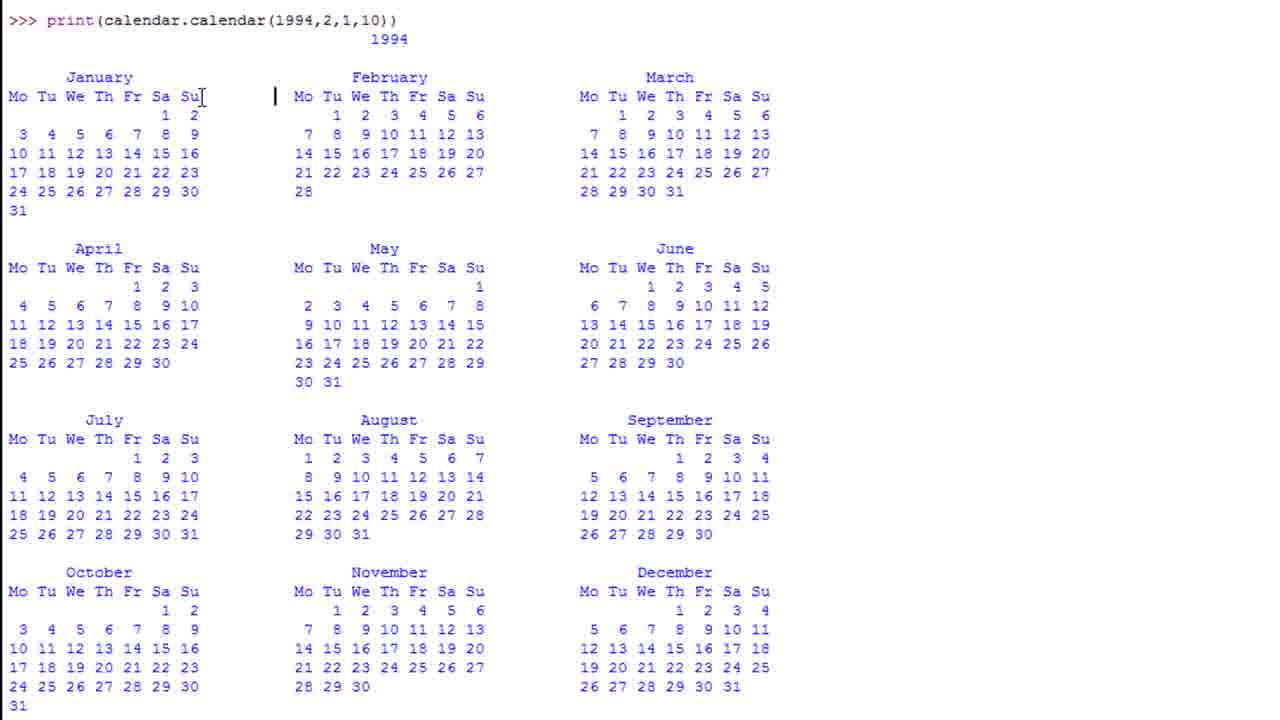 >>> print(calendar.calendar(1994,2,1,10))
                                      1994

      January                       February                       March
Mo Tu We Th Fr Sa Su          Mo Tu We Th Fr Sa Su          Mo Tu We Th Fr Sa Su
                1  2              1  2  3  4  5  6              1  2  3  4  5  6
 3  4  5  6  7  8  9           7  8  9 10 11 12 13           7  8  9 10 11 12 13
10 11 12 13 14 15 16          14 15 16 17 18 19 20          14 15 16 17 18 19 20
17 18 19 20 21 22 23          21 22 23 24 25 26 27          21 22 23 24 25 26 27
24 25 26 27 28 29 30          28                            28 29 30 31
31

       April                          May                           June
Mo Tu We Th Fr Sa Su          Mo Tu We Th Fr Sa Su          Mo Tu We Th Fr Sa Su
             1  2  3                             1                 1  2  3  4  5
 4  5  6  7  8  9 10           2  3  4  5  6  7  8           6  7  8  9 10 11 12
11 12 13 14 15 16 17           9 10 11 12 13 14 15          13 14 15 16 17 18 19
18 19 20 21 22 23 24          16 17 18 19 20 21 22          20 21 22 23 24 25 26
25 26 27 28 29 30             23 24 25 26 27 28 29          27 28 29 30
                              30 31

        July                         August                      September
Mo Tu We Th Fr Sa Su          Mo Tu We Th Fr Sa Su          Mo Tu We Th Fr Sa Su
             1  2  3           1  2  3  4  5  6  7                    1  2  3  4
 4  5  6  7  8  9 10           8  9 10 11 12 13 14           5  6  7  8  9 10 11
11 12 13 14 15 16 17          15 16 17 18 19 20 21          12 13 14 15 16 17 18
18 19 20 21 22 23 24          22 23 24 25 26 27 28          19 20 21 22 23 24 25
25 26 27 28 29 30 31          29 30 31                      26 27 28 29 30

      October                       November                      December
Mo Tu We Th Fr Sa Su          Mo Tu We Th Fr Sa Su          Mo Tu We Th Fr Sa Su
                1  2              1  2  3  4  5  6                    1  2  3  4
 3  4  5  6  7  8  9           7  8  9 10 11 12 13           5  6  7  8  9 10 11
10 11 12 13 14 15 16          14 15 16 17 18 19 20          12 13 14 15 16 17 18
17 18 19 20 21 22 23          21 22 23 24 25 26 27          19 20 21 22 23 24 25
24 25 26 27 28 29 30          28 29 30                      26 27 28 29 30 31
31